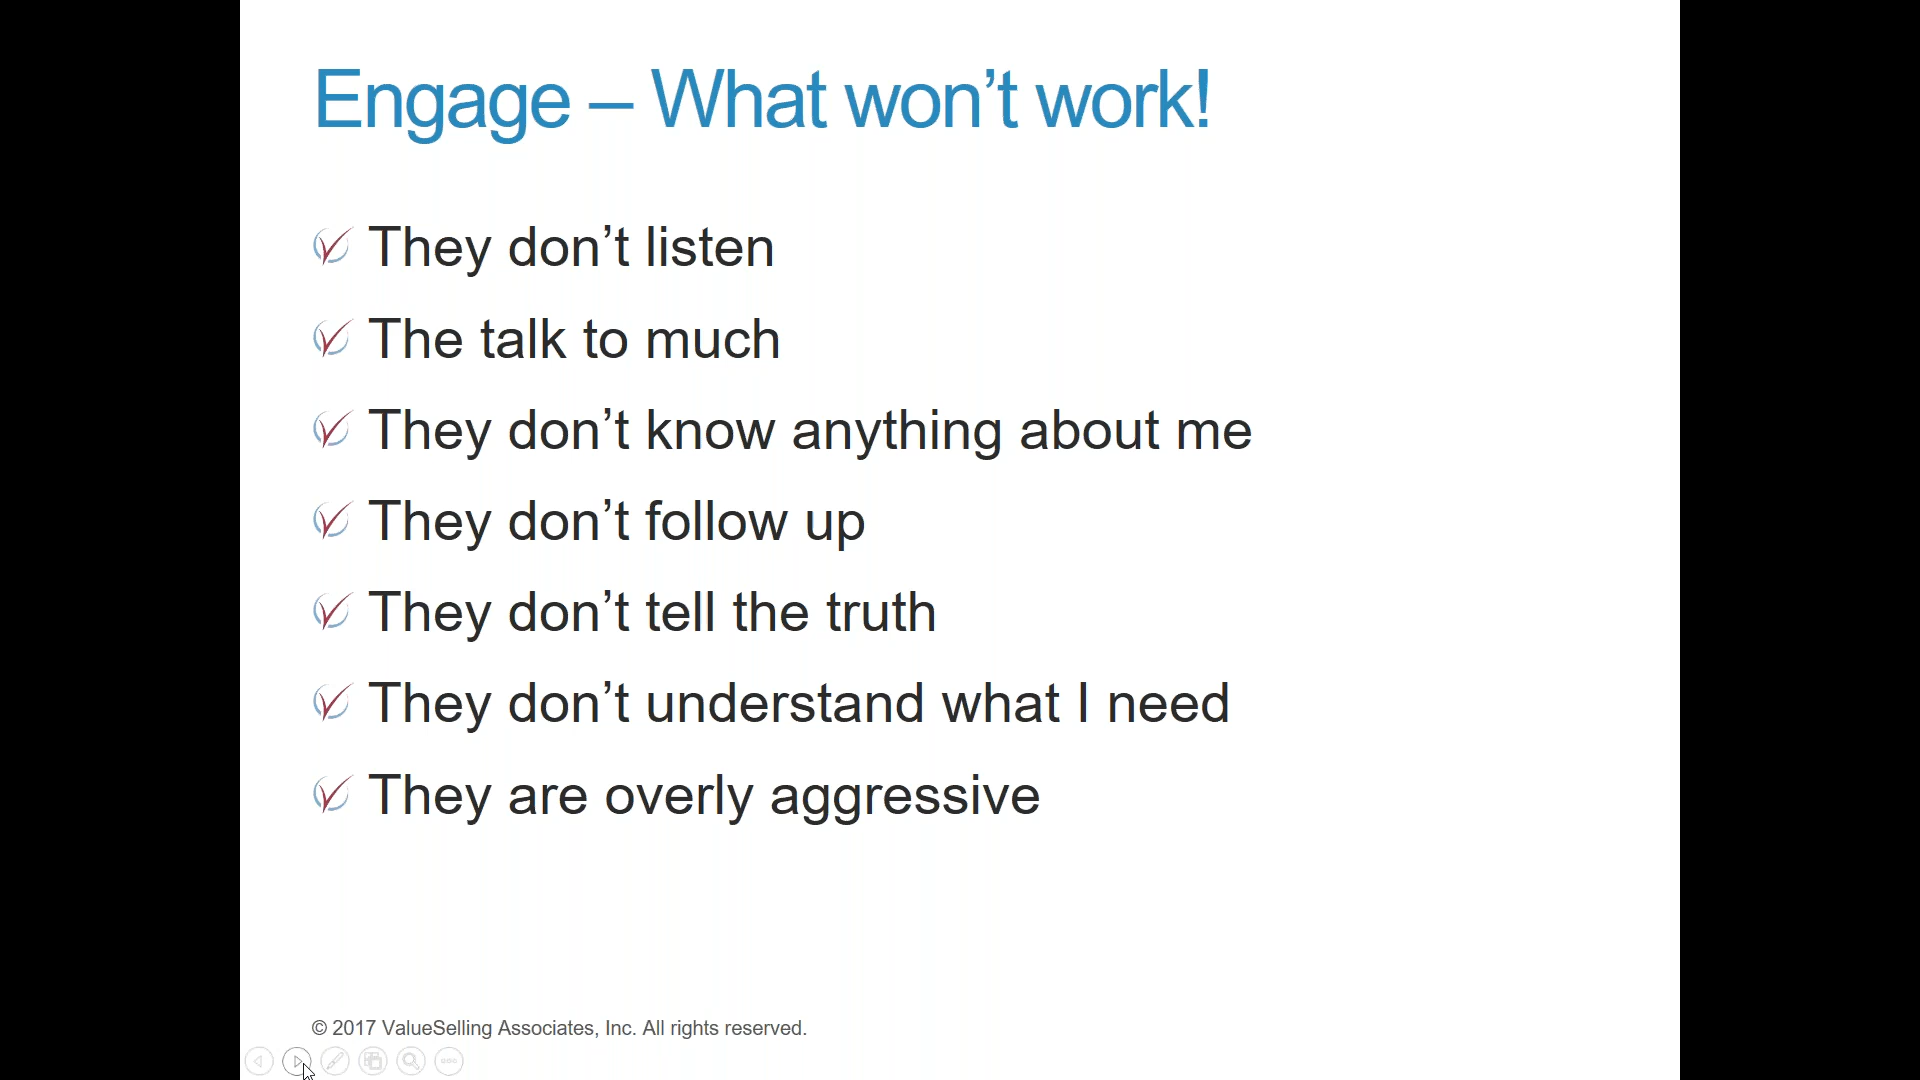 Engage – What won’t work!
They don’t listen
The talk to much
They don’t know anything about me
They don’t follow up
They don’t tell the truth
They don’t understand what I need
They are overly aggressive
© 2017 ValueSelling Associates, Inc. All rights reserved.